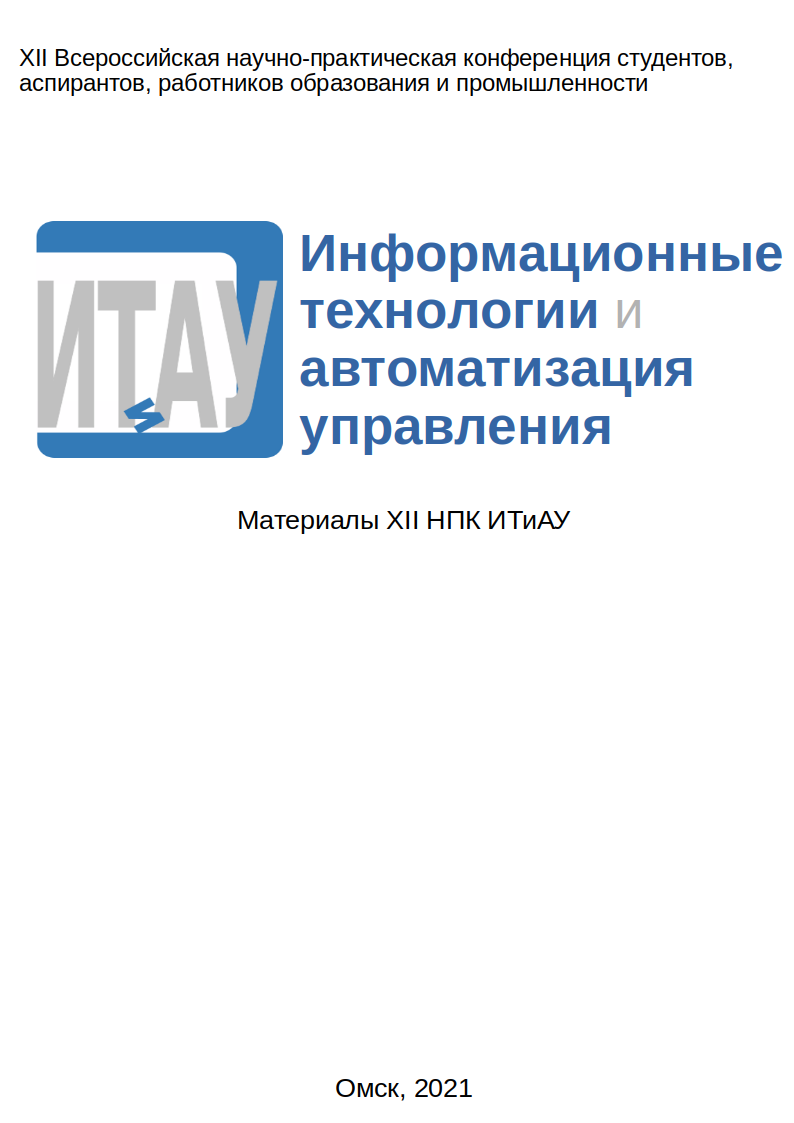 XII Всероссийская научно-практическая конференция студентов,
аспирантов, работников образования и промышленности
ИТиАУ
Информационные
технологии и
автоматизация
управления
Материалы XII НПК ИТиАУ
Омск, 2021